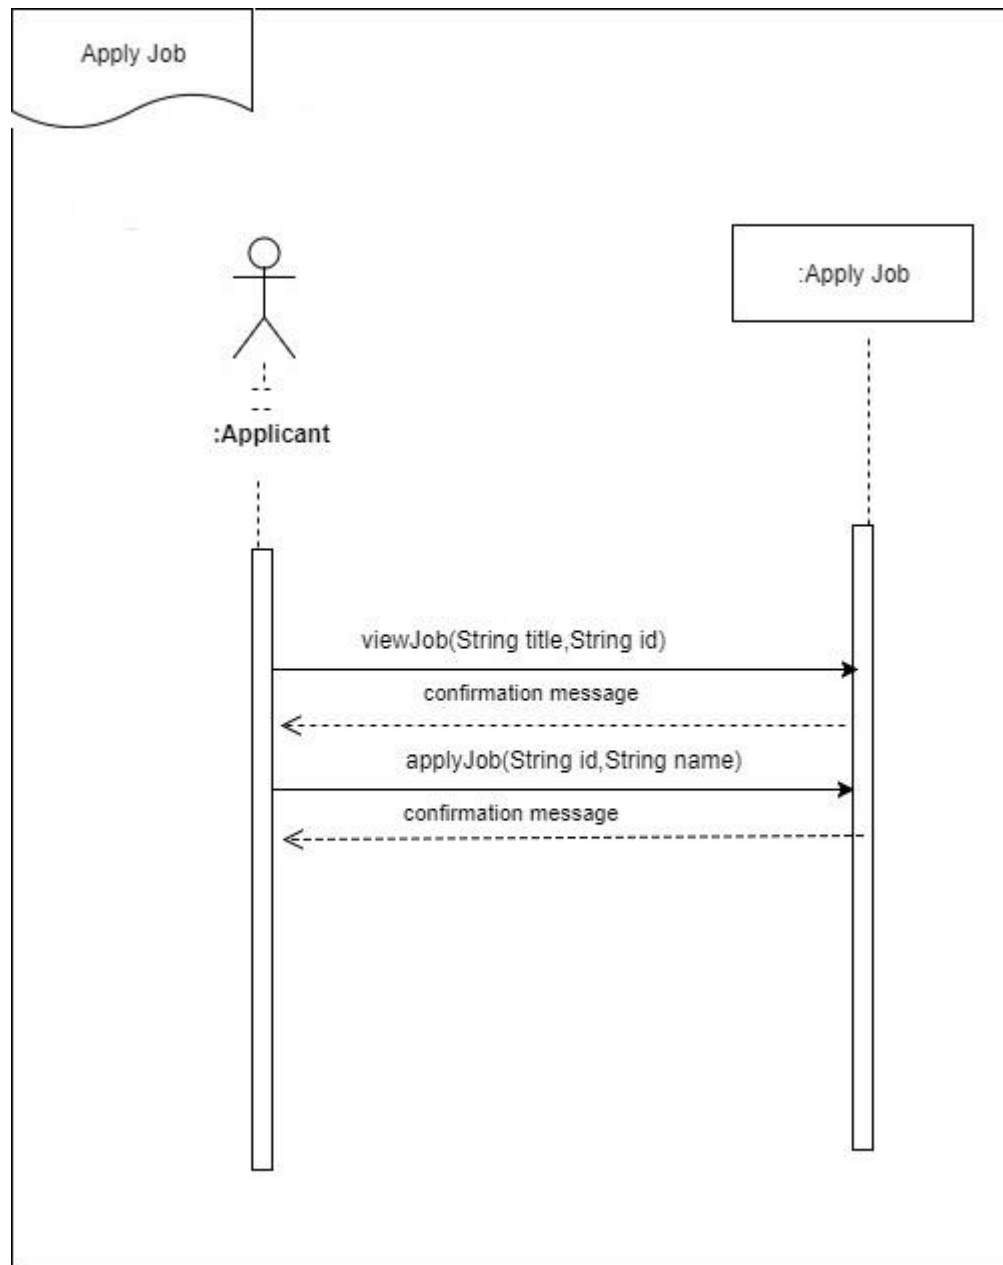 Apply Job
:Apply Job
:Applicant
viewJob(String title,String id)
confirmation message
applyJob(String id,String name)
confirmation message